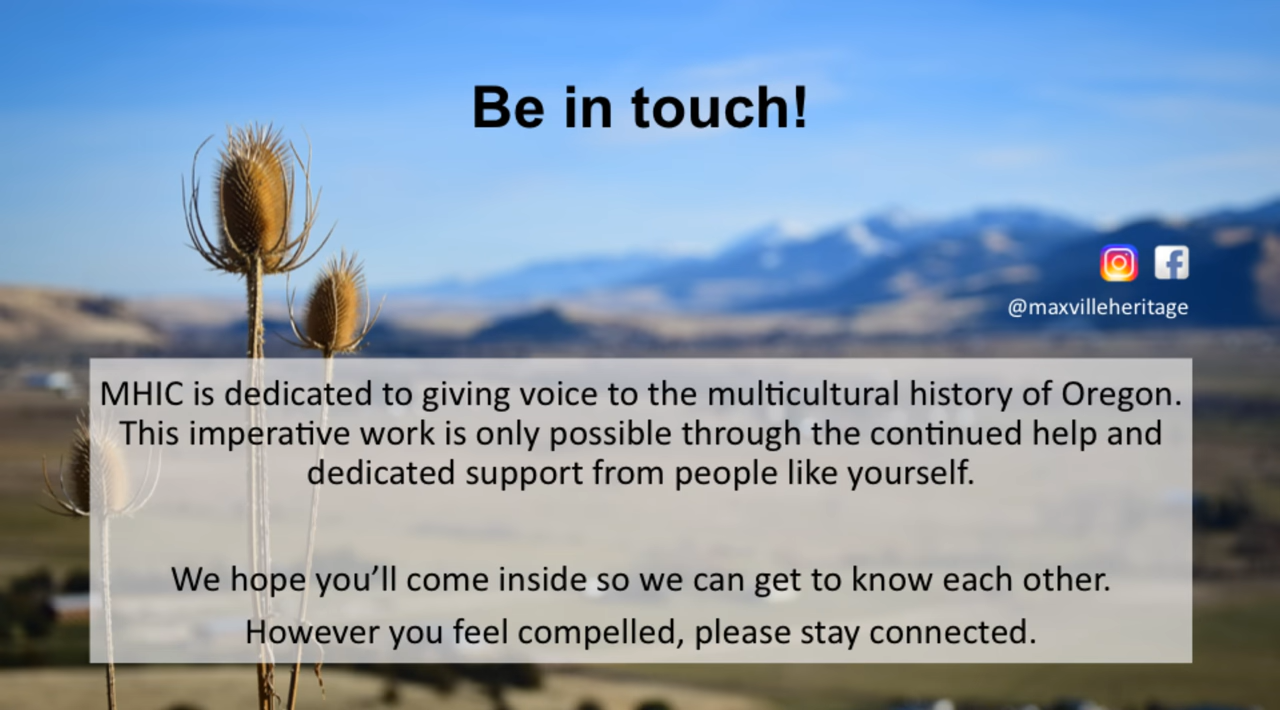 Be in touch!
@maxvilleheritage
MHIC is dedicated to giving voice to the multicultural history of Oregon.
This imperative work is only possible through the continued help and
dedicated support from people like yourself.
We hope you’ll come inside so we can get to know each other.
However you feel compelled, please stay connected.